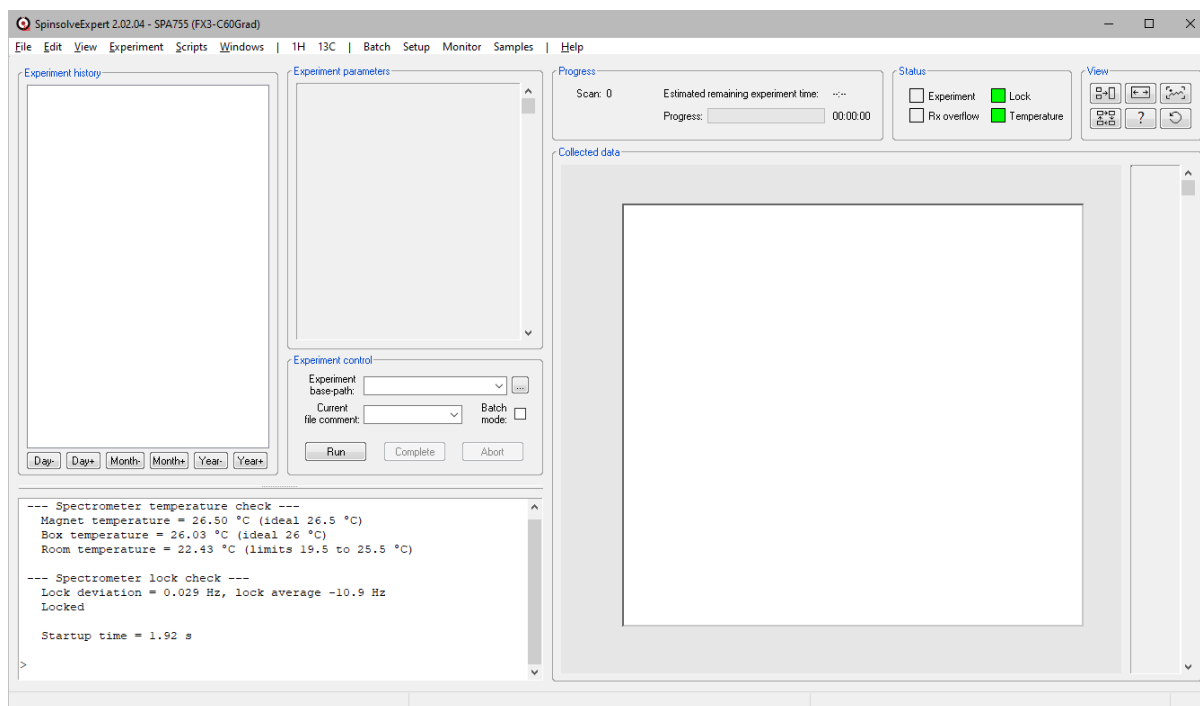 SpinsolveExpert 2.02.04 - SPA755 (FX3-C60Grad)
File Edit View Experiment Scripts Windows | 1H 13C | Batch Setup Monitor Samples | Help
Experiment history
Day- Day+ Month- Month+ Year- Year+
Experiment parameters
Experiment control
Experiment
base-path:
...
Current
file comment:
Batch
mode:
Run Complete Abort
Progress
Scan: 0 Estimated remaining experiment time: --:--
Progress: 00:00:00
Status
Experiment Lock
Rx overflow Temperature
View
?
Collected data
--- Spectrometer temperature check ---
Magnet temperature = 26.50 °C (ideal 26.5 °C)
Box temperature = 26.03 °C (ideal 26 °C)
Room temperature = 22.43 °C (limits 19.5 to 25.5 °C)
--- Spectrometer lock check ---
Lock deviation = 0.029 Hz, lock average -10.9 Hz
Locked
Startup time = 1.92 s
>